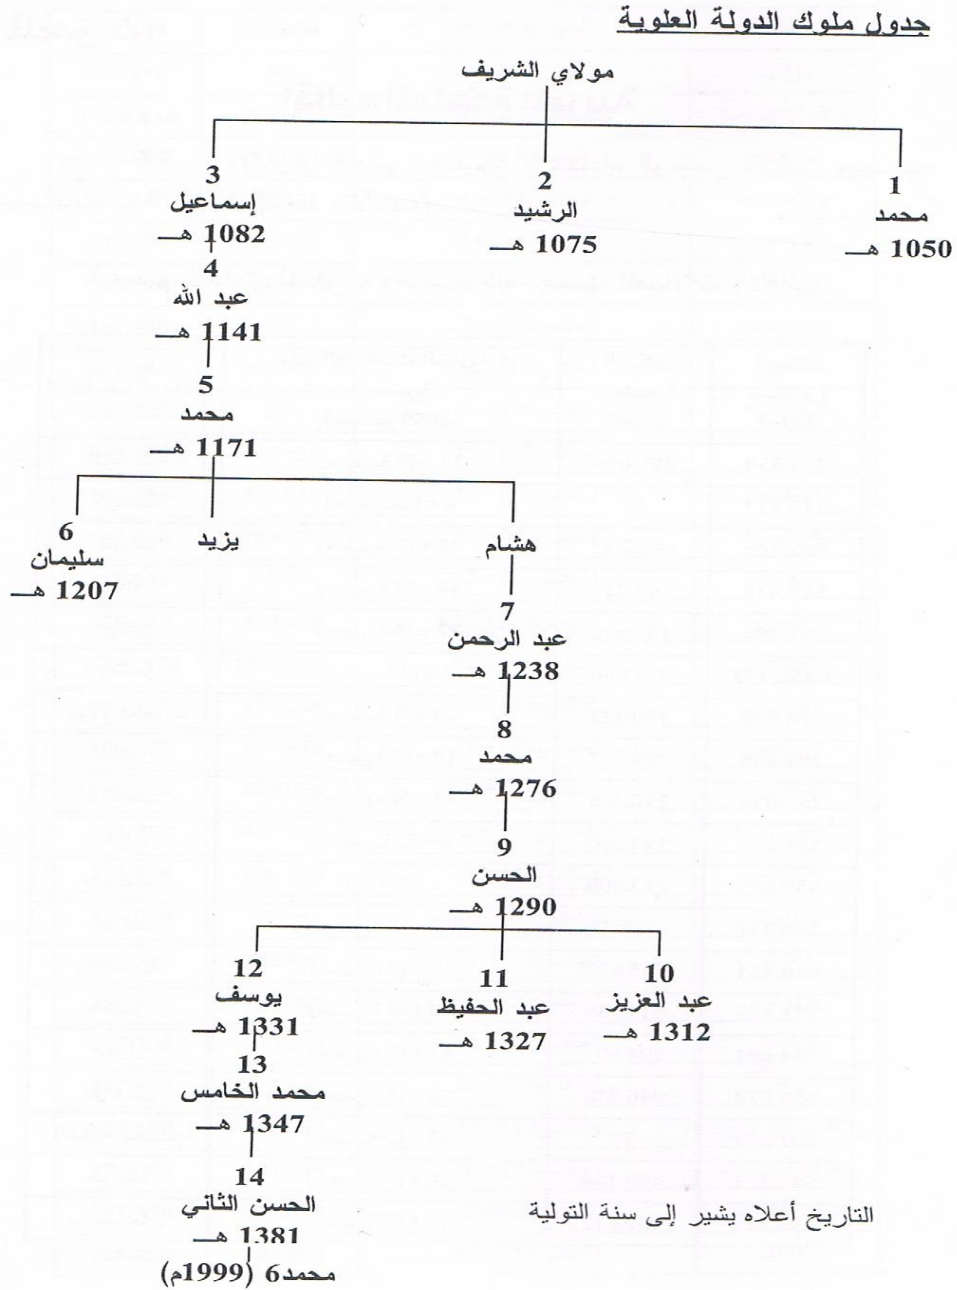 جدول ملوك الدولة العلوية
مولاي الشريف
1
محمد
1050 هـ
2
الرشيد
1075 هـ
3
إسماعيل
1082 هـ
4
عبد الله
1141 هـ
5
محمد
1171 هـ
هشام
يزيد
6
سليمان
1207 هـ
7
عبد الرحمن
1238 هـ
8
محمد
1276 هـ
9
الحسن
1290 هـ
10
عبد العزيز
1312 هـ
11
عبد الحفيظ
1327 هـ
12
يوسف
1331 هـ
13
محمد الخامس
1347 هـ
14
الحسن الثاني
1381 هـ
محمد6 (1999م)
التاريخ أعلاه يشير إلى سنة التولية